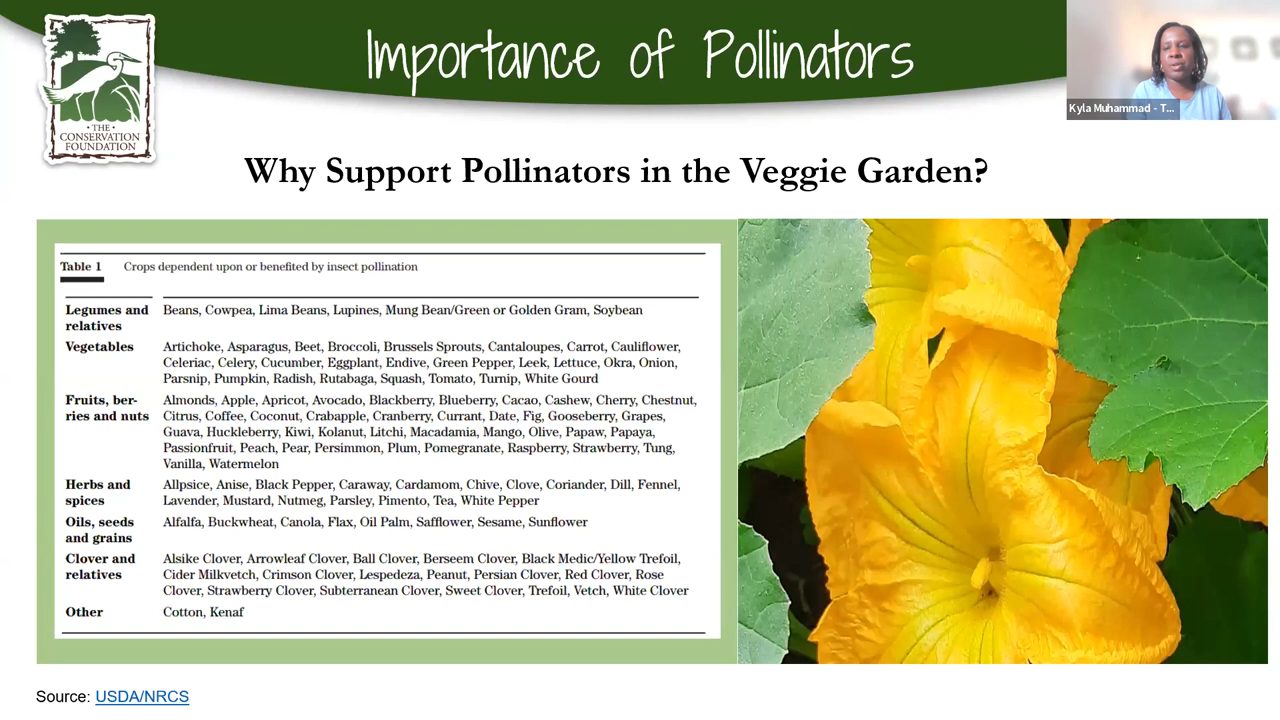 Importance of Pollinators
• THE •
CONSERVATION
FOUNDATION
Kyla Muhammad - T...
Why Support Pollinators in the Veggie Garden?
Table 1 Crops dependent upon or benefited by insect pollination
Legumes and Beans, Cowpea, Lima Beans, Lupines, Mung Bean/Green or Golden Gram, Soybean
relatives
Vegetables Artichoke, Asparagus, Beet, Broccoli, Brussels Sprouts, Cantaloupes, Carrot, Cauliflower,
Celeriac, Celery, Cucumber, Eggplant, Endive, Green Pepper, Leek, Lettuce, Okra, Onion,
Parsnip, Pumpkin, Radish, Rutabaga, Squash, Tomato, Turnip, White Gourd
Fruits, ber- Almonds, Apple, Apricot, Avocado, Blackberry, Blueberry, Cacao, Cashew, Cherry, Chestnut,
ries and nuts Citrus, Coffee, Coconut, Crabapple, Cranberry, Currant, Date, Fig, Gooseberry, Grapes,
Guava, Huckleberry, Kiwi, Kolanut, Litchi, Macadamia, Mango, Olive, Papaw, Papaya,
Passionfruit, Peach, Pear, Persimmon, Plum, Pomegranate, Raspberry, Strawberry, Tung,
Vanilla, Watermelon
Herbs and Allpsice, Anise, Black Pepper, Caraway, Cardamom, Chive, Clove, Coriander, Dill, Fennel,
spices Lavender, Mustard, Nutmeg, Parsley, Pimento, Tea, White Pepper
Oils, seeds Alfalfa, Buckwheat, Canola, Flax, Oil Palm, Safflower, Sesame, Sunflower
and grains
Clover and Alsike Clover, Arrowleaf Clover, Ball Clover, Berseem Clover, Black Medic/Yellow Trefoil,
relatives Cider Milkvetch, Crimson Clover, Lespedeza, Peanut, Persian Clover, Red Clover, Rose
Clover, Strawberry Clover, Subterranean Clover, Sweet Clover, Trefoil, Vetch, White Clover
Other Cotton, Kenaf
Source: USDA/NRCS